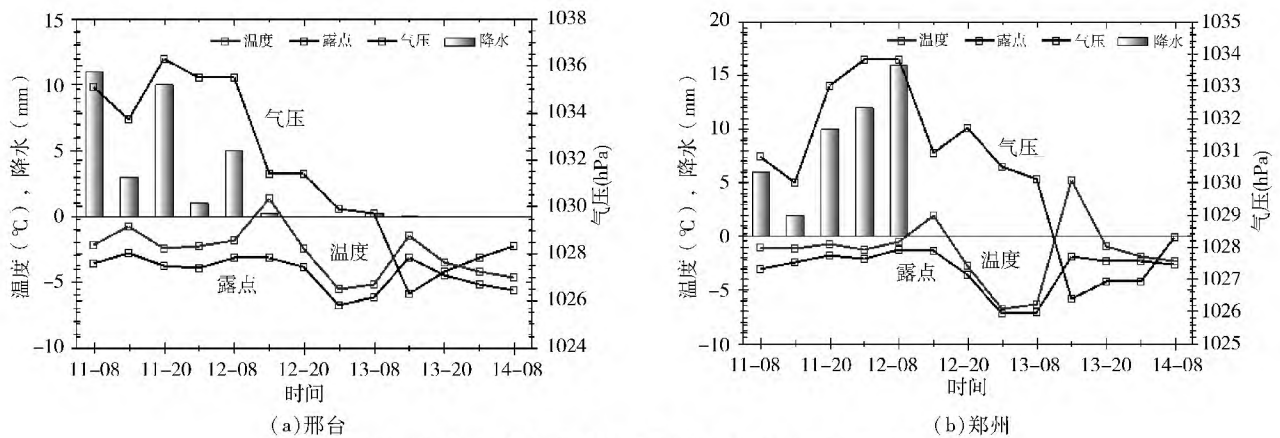 温度 露点 气压 降水
温度（℃），降水（mm）
15
10
5
0
-5
-10
气压(hPa)
1038
1036
1034
1032
1030
1028
1026
1024
气压
温度
露点
11-08 11-20 12-08 12-20 13-08 13-20 14-08
时间
(a)邢台
温度 露点 气压 降水
温度（℃），降水（mm）
20
15
10
5
0
-5
-10
气压(hPa)
1035
1034
1033
1032
1031
1030
1029
1028
1027
1026
1025
气压
温度
露点
11-08 11-20 12-08 12-20 13-08 13-20 14-08
时间
(b)郑州